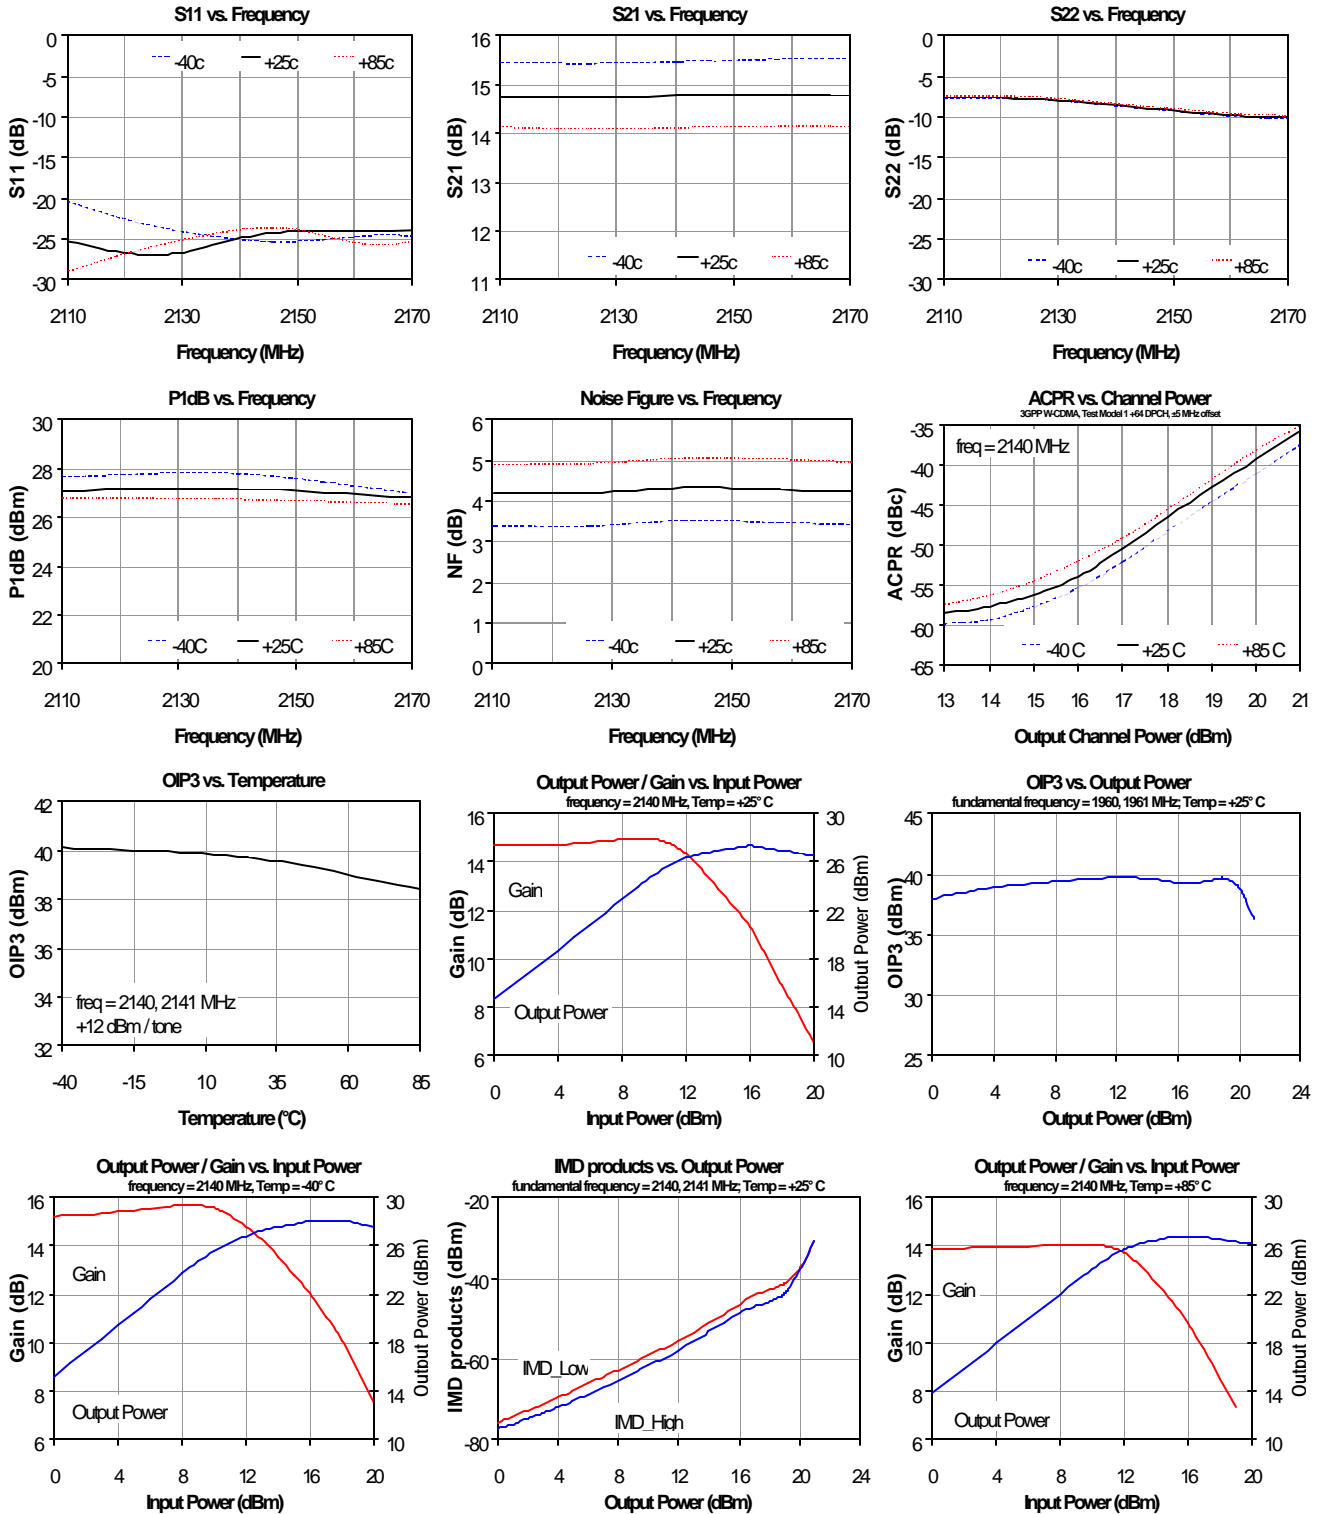 S11 vs. Frequency
0
-5
-10
-15
-20
-25
-30
-40c
+25c
+85c
S11 (dB)
2110
2130
2150
2170
Frequency (MHz)
S21 vs. Frequency
16
15
14
13
12
11
-40c
+25c
+85c
S21 (dB)
2110
2130
2150
2170
Frequency (MHz)
S22 vs. Frequency
0
-5
-10
-15
-20
-25
-30
-40c
+25c
+85c
S22 (dB)
2110
2130
2150
2170
Frequency (MHz)
P1dB vs. Frequency
30
28
26
24
22
20
-40C
+25C
+85C
P1dB (dBm)
2110
2130
2150
2170
Frequency (MHz)
Noise Figure vs. Frequency
6
5
4
3
2
1
0
-40c
+25c
+85c
NF (dB)
2110
2130
2150
2170
Frequency (MHz)
ACPR vs. Channel Power
3GPP W-CDMA, Test Model 1 +64 DPCH, ±5 MHz offset
-35
-40
-45
-50
-55
-60
-65
freq = 2140 MHz
-40 C
+25 C
+85 C
ACPR (dBc)
13
14
15
16
17
18
19
20
21
Output Channel Power (dBm)
OIP3 vs. Temperature
42
40
38
36
34
32
freq = 2140, 2141 MHz
+12 dBm / tone
OIP3 (dBm)
-40
-15
10
35
60
85
Temperature (°C)
Output Power / Gain vs. Input Power
frequency = 2140 MHz, Temp = +25° C
16
14
12
10
8
6
Gain
Output Power
Gain (dB)
30
26
22
18
14
10
Output Power (dBm)
0
4
8
12
16
20
Input Power (dBm)
OIP3 vs. Output Power
fundamental frequency = 1960, 1961 MHz; Temp = +25° C
45
40
35
30
25
OIP3 (dBm)
0
4
8
12
16
20
24
Output Power (dBm)
Output Power / Gain vs. Input Power
frequency = 2140 MHz, Temp = -40° C
16
14
12
10
8
6
Gain
Output Power
Gain (dB)
30
26
22
18
14
10
Output Power (dBm)
0
4
8
12
16
20
Input Power (dBm)
IMD products vs. Output Power
fundamental frequency = 2140, 2141 MHz; Temp = +25° C
-20
-40
-60
-80
IMD_Low
IMD_High
IMD products (dBm)
0
4
8
12
16
20
24
Output Power (dBm)
Output Power / Gain vs. Input Power
frequency = 2140 MHz, Temp = +85° C
16
14
12
10
8
6
Gain
Output Power
Gain (dB)
30
26
22
18
14
10
Output Power (dBm)
0
4
8
12
16
20
Input Power (dBm)